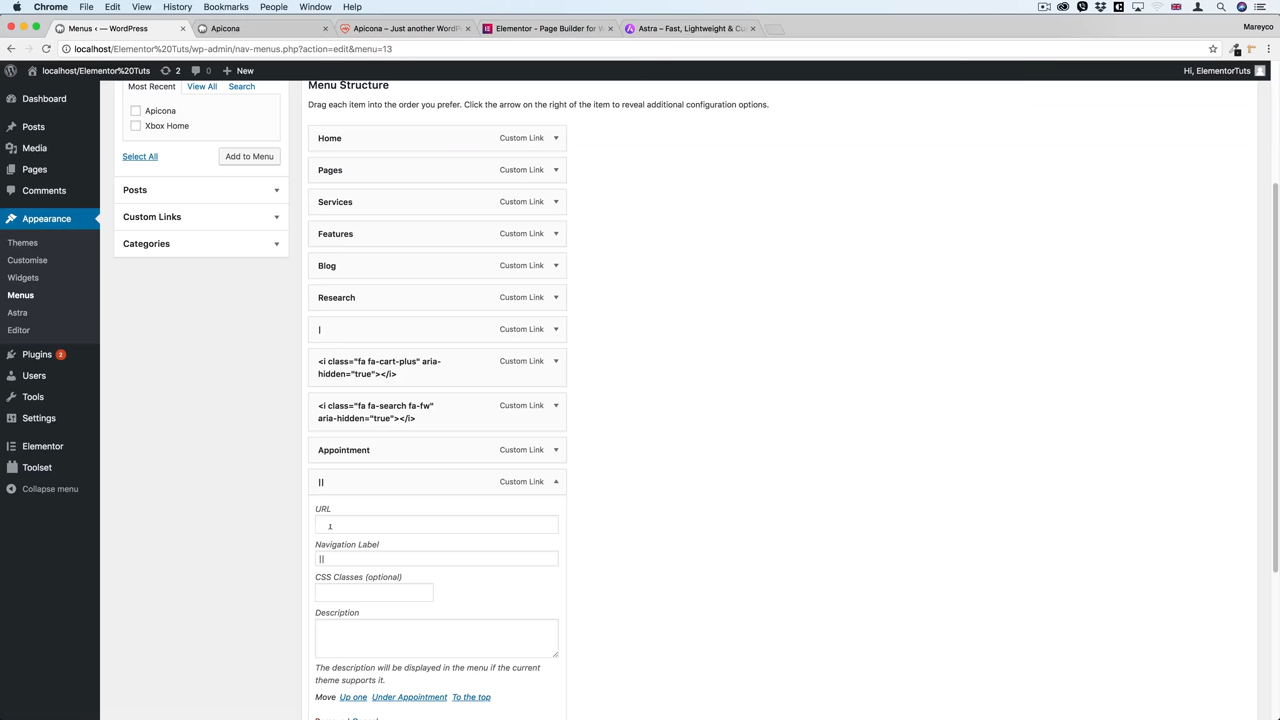 Chrome File Edit View History Bookmarks People Window Help Mareyco
Menus ‹ — WordPress
Apicona
Apicona – Just another WordPr
Elementor - Page Builder for W
Astra – Fast, Lightweight & Cu
localhost/Elementor%20Tuts/wp-admin/nav-menus.php?action=edit&menu=13
localhost/Elementor%20Tuts 2 0 + New Hi, ElementorTuts
Dashboard
Posts
Media
Pages
Comments
Appearance
Themes
Customise
Widgets
Menus
Astra
Editor
Plugins 2
Users
Tools
Settings
Elementor
Toolset
Collapse menu
Most Recent View All Search
Apicona
Xbox Home
Select All Add to Menu
Posts
Custom Links
Categories
Menu Structure
Drag each item into the order you prefer. Click the arrow on the right of the item to reveal additional configuration options.
Home Custom Link
Pages Custom Link
Services Custom Link
Features Custom Link
Blog Custom Link
Research Custom Link
| Custom Link
<i class="fa fa-cart-plus" aria- Custom Link
hidden="true"></i>
<i class="fa fa-search fa-fw" Custom Link
aria-hidden="true"></i>
Appointment Custom Link
|| Custom Link
URL
Navigation Label
||
CSS Classes (optional)
Description
The description will be displayed in the menu if the current
theme supports it.
Move Up one Under Appointment To the top